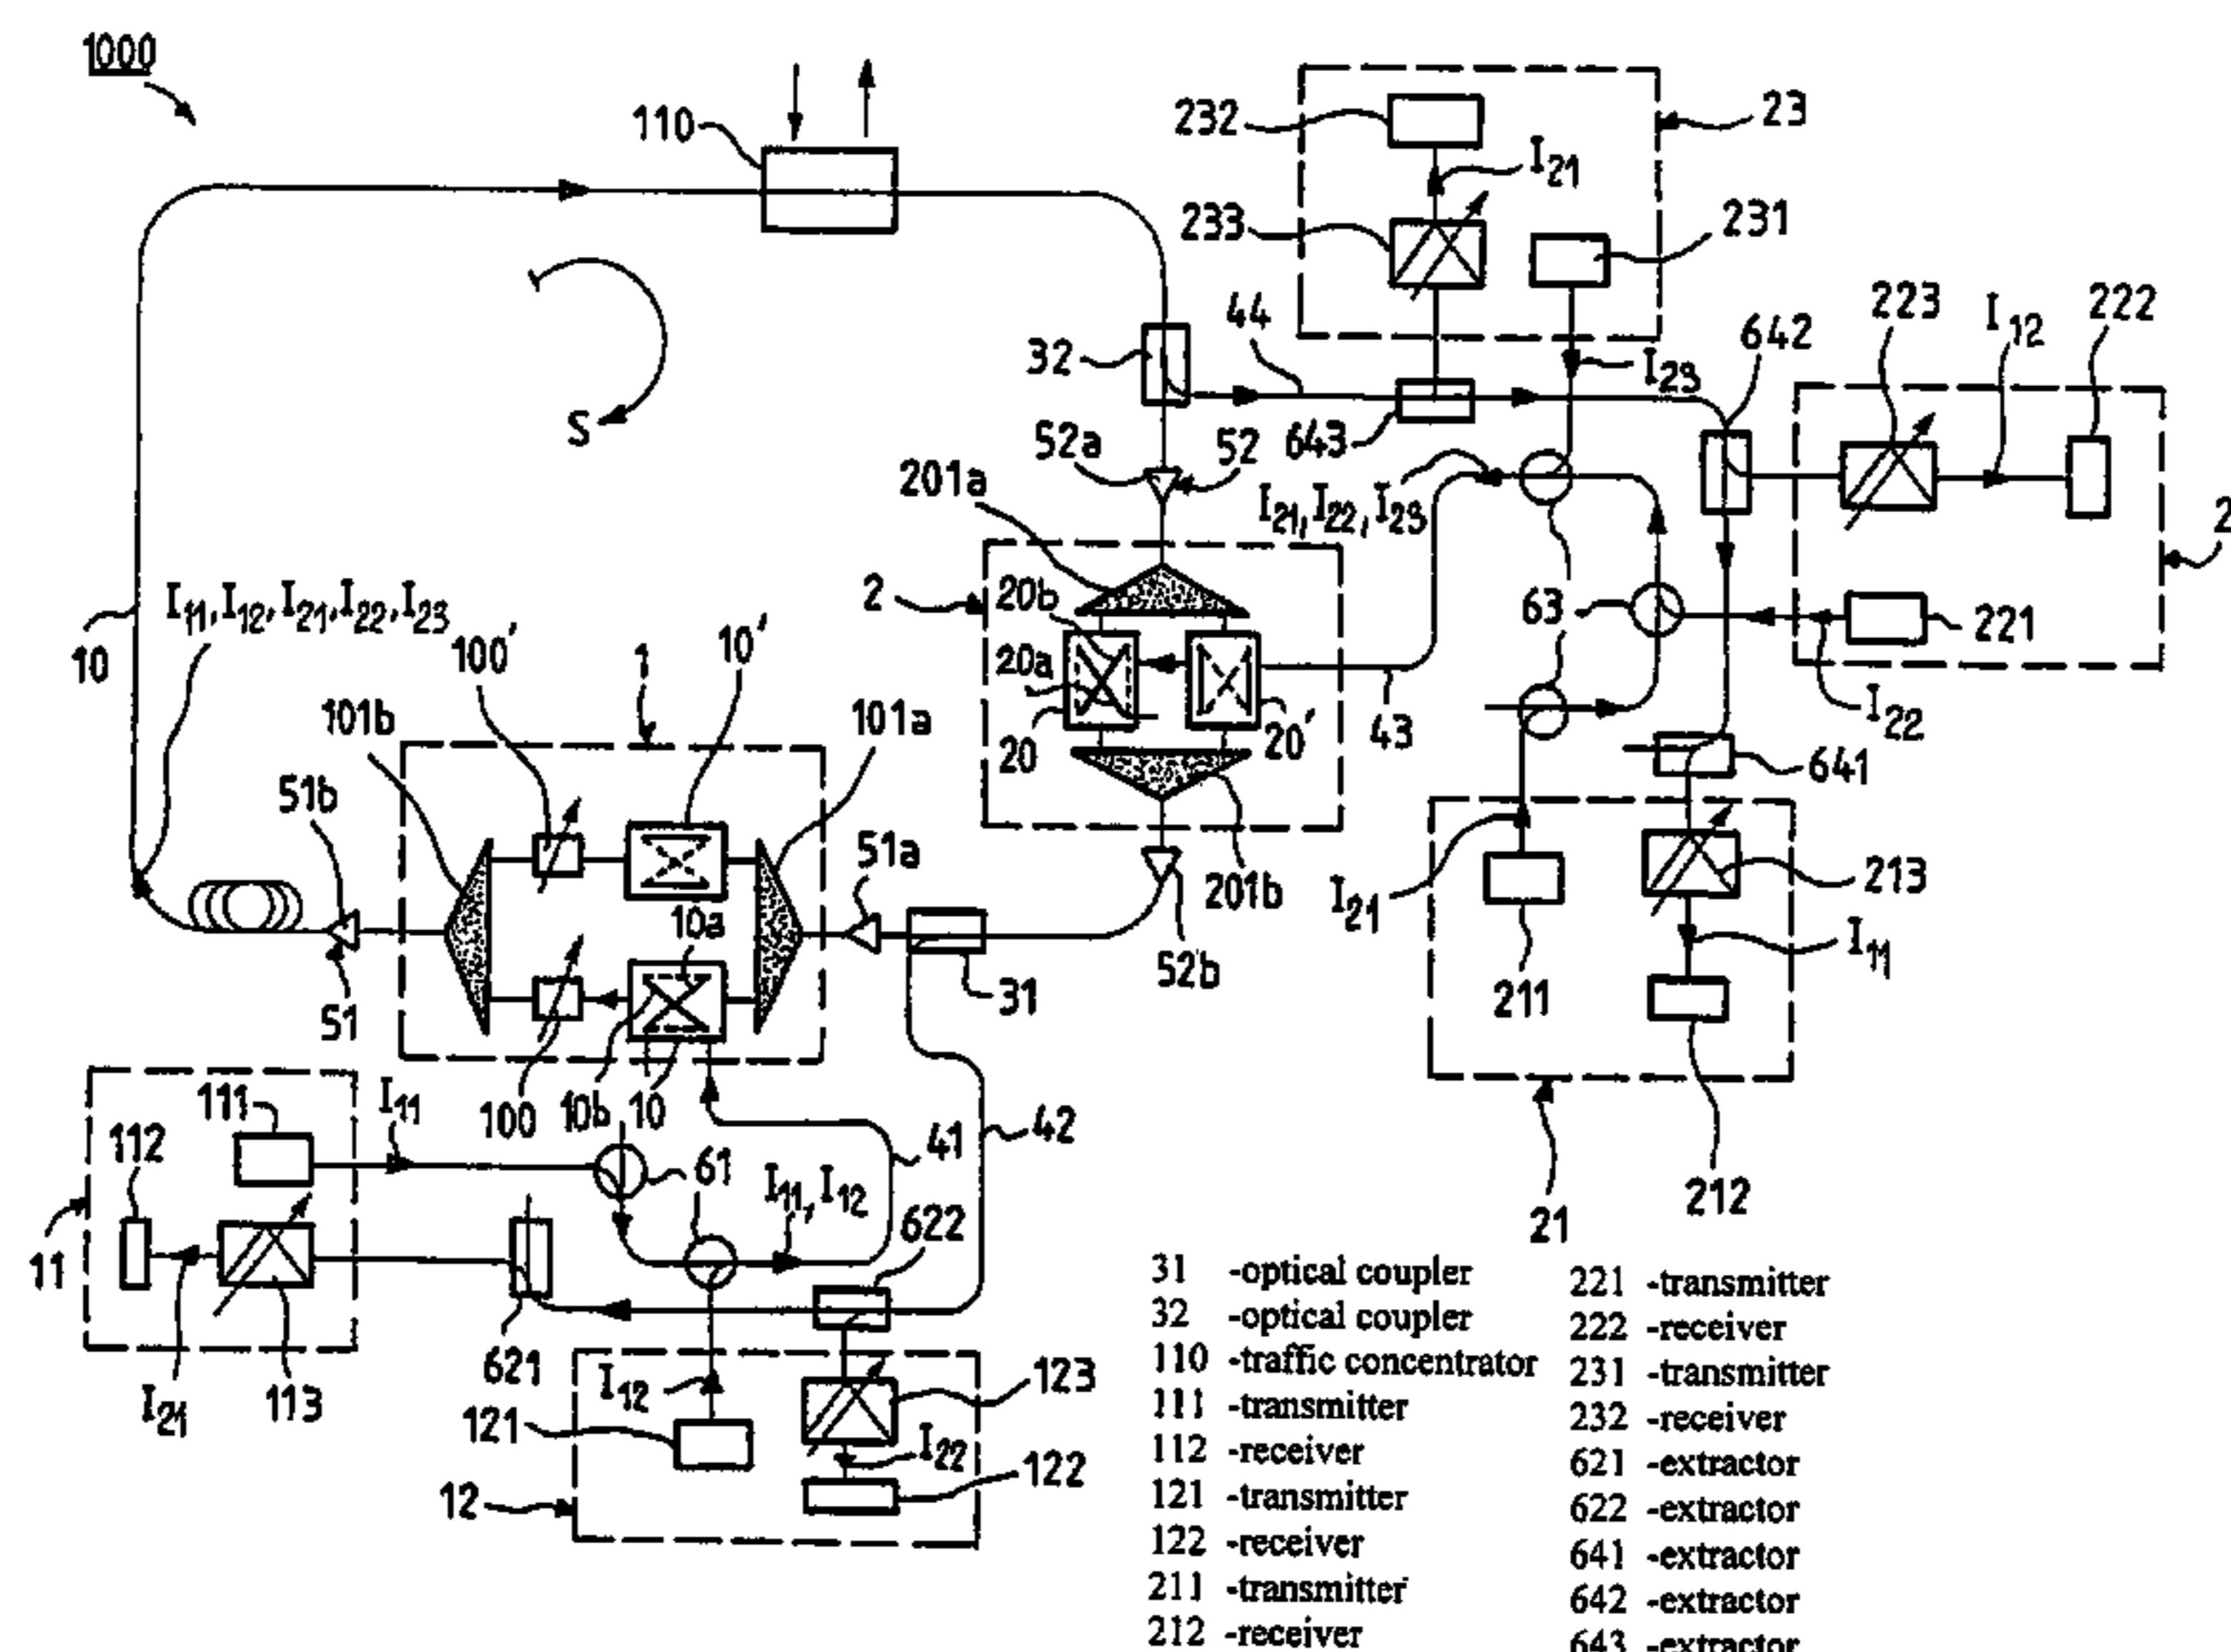 1000
110
232
23
I21
233
231
44
32
I23
642
223
I12
222
S
52a
52
643
201a
I21, I22, I23
2
20b
63
221
2
20a
I11, I12, I21, I22, I23
10
100'
10'
1
101b
101a
20
20'
43
I22
641
51b
51a
201b
I21
213
10a
52b
I11
51
31
211
212
100
10b
10
111
I11
112
41
42
61
I11, I12
622
21
11
621
I12
123
I21
113
121
I22
122
12
31 -optical coupler
32 -optical coupler
110 -traffic concentrator
111 -transmitter
112 -receiver
121 -transmitter
122 -receiver
211 -transmitter
212 -receiver
221 -transmitter
222 -receiver
231 -transmitter
232 -receiver
621 -extractor
622 -extractor
641 -extractor
642 -extractor
643 -extractor